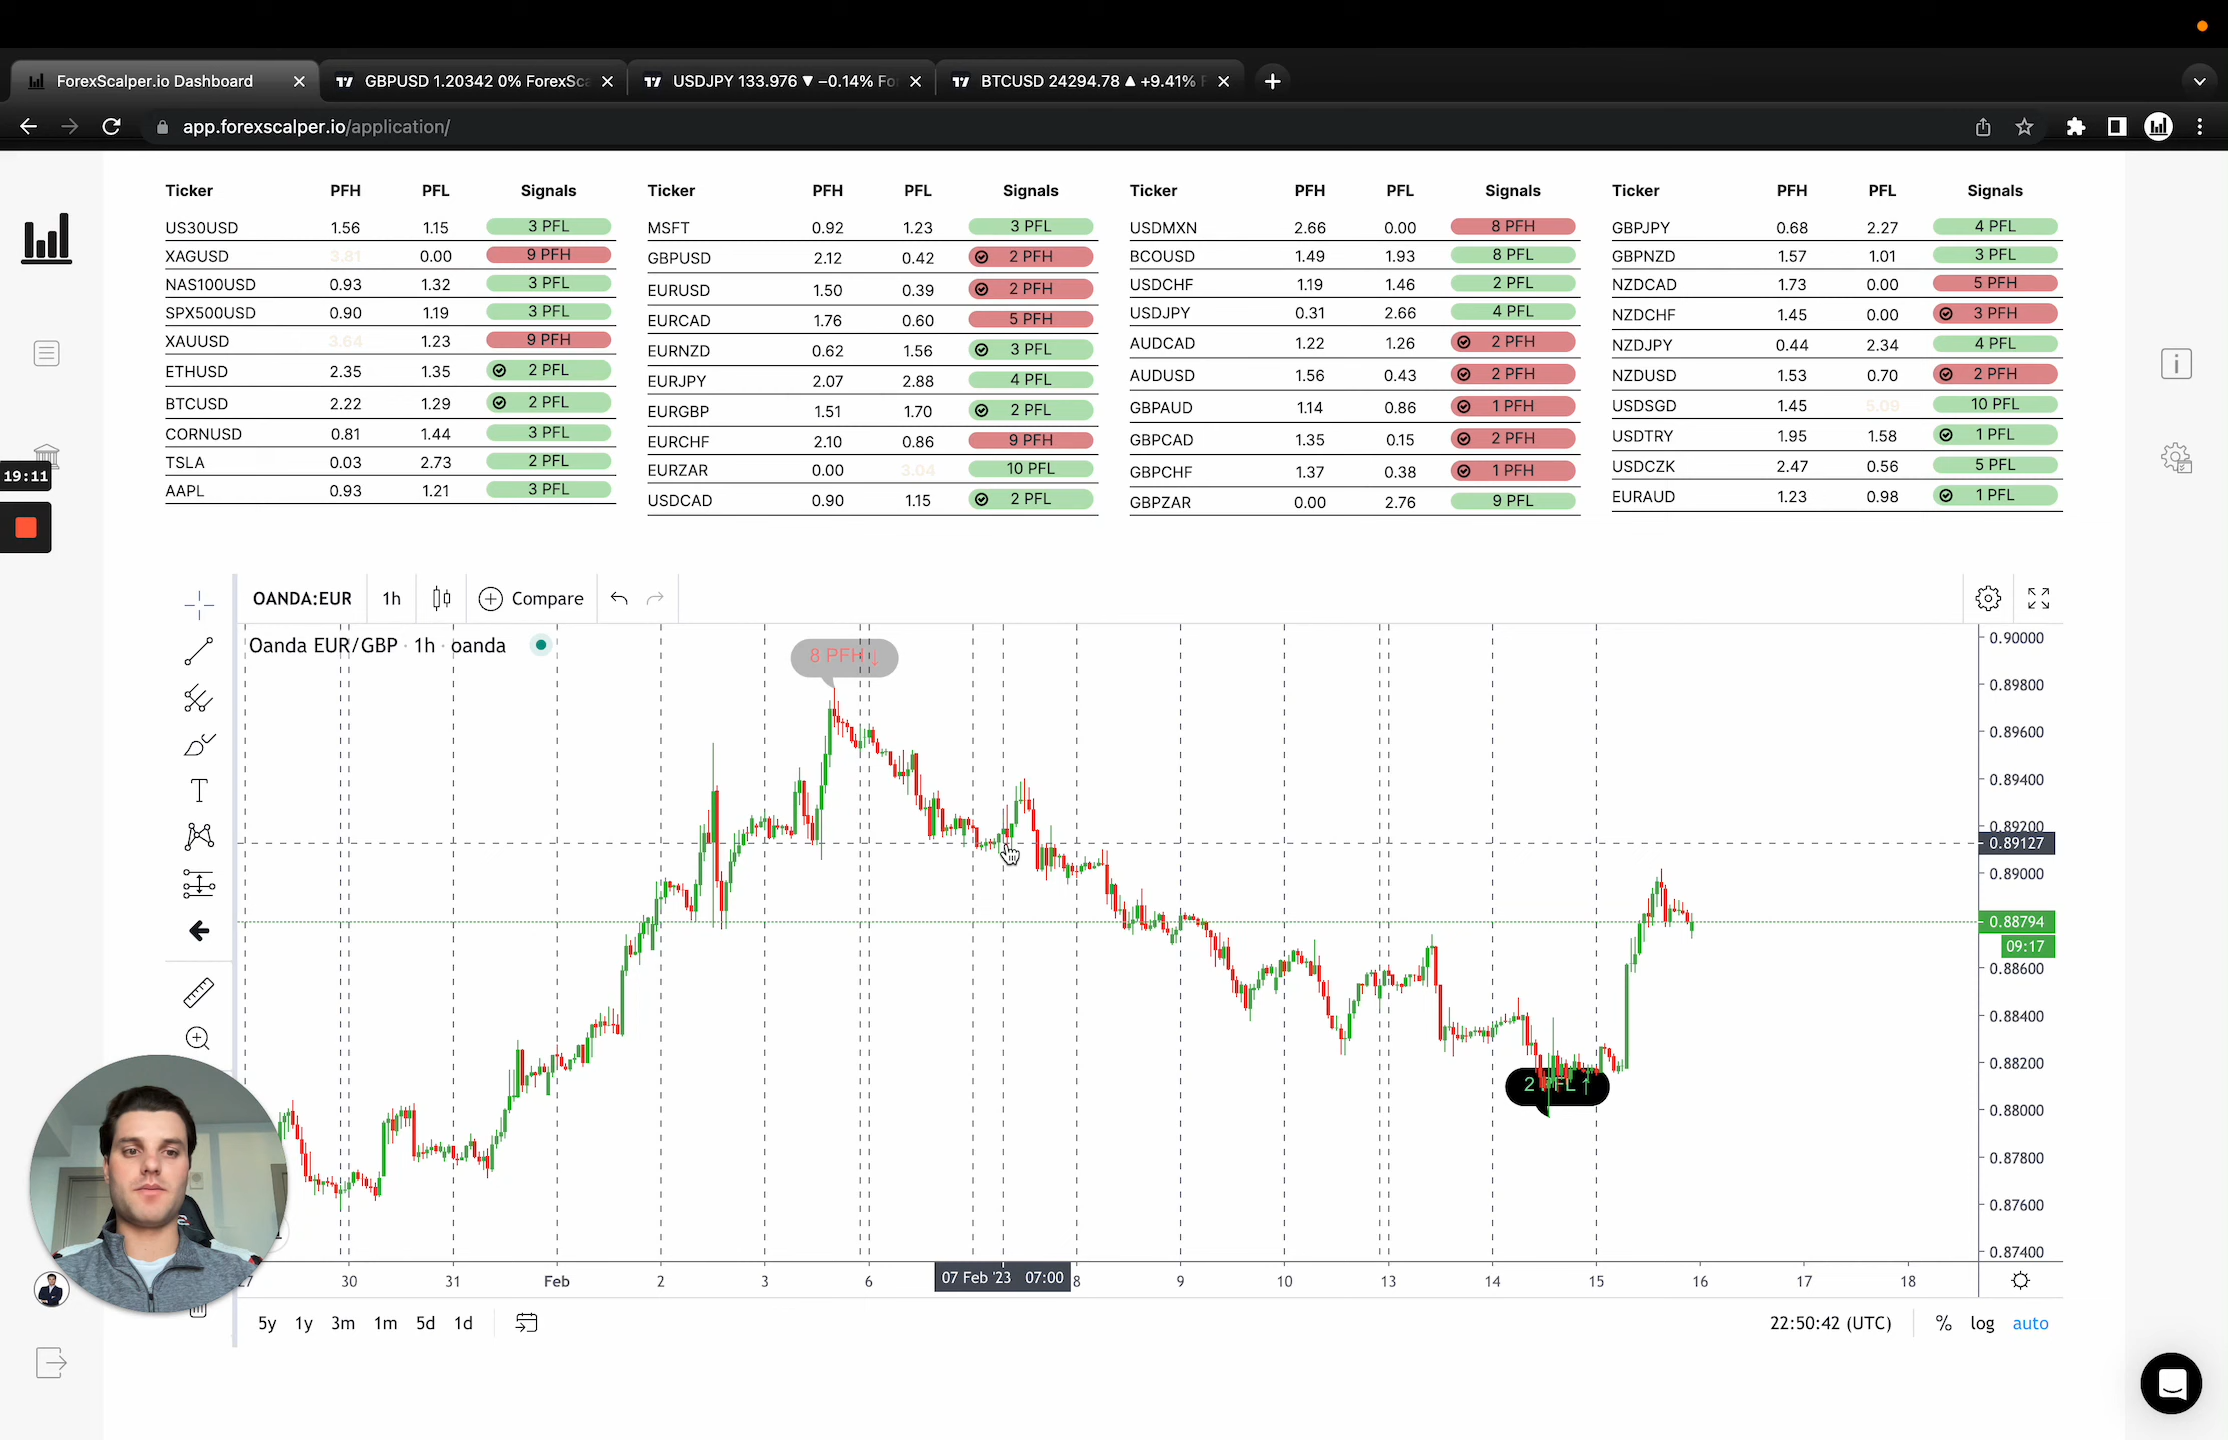 ForexScalper.io Dashboard
GBPUSD 1.20342 0% ForexSc
USDJPY 133.976 ▼ −0.14% Fo
BTCUSD 24294.78 ▲ +9.41% F
app.forexscalper.io/application/
Ticker PFH PFL Signals
US30USD 1.56 1.15 3 PFL
XAGUSD 3.81 0.00 9 PFH
NAS100USD 0.93 1.32 3 PFL
SPX500USD 0.90 1.19 3 PFL
XAUUSD 3.64 1.23 9 PFH
ETHUSD 2.35 1.35 2 PFL
BTCUSD 2.22 1.29 2 PFL
CORNUSD 0.81 1.44 3 PFL
TSLA 0.03 2.73 2 PFL
AAPL 0.93 1.21 3 PFL
Ticker PFH PFL Signals
MSFT 0.92 1.23 3 PFL
GBPUSD 2.12 0.42 2 PFH
EURUSD 1.50 0.39 2 PFH
EURCAD 1.76 0.60 5 PFH
EURNZD 0.62 1.56 3 PFL
EURJPY 2.07 2.88 4 PFL
EURGBP 1.51 1.70 2 PFL
EURCHF 2.10 0.86 9 PFH
EURZAR 0.00 3.04 10 PFL
USDCAD 0.90 1.15 2 PFL
Ticker PFH PFL Signals
USDMXN 2.66 0.00 8 PFH
BCOUSD 1.49 1.93 8 PFL
USDCHF 1.19 1.46 2 PFL
USDJPY 0.31 2.66 4 PFL
AUDCAD 1.22 1.26 2 PFH
AUDUSD 1.56 0.43 2 PFH
GBPAUD 1.14 0.86 1 PFH
GBPCAD 1.35 0.15 2 PFH
GBPCHF 1.37 0.38 1 PFH
GBPZAR 0.00 2.76 9 PFL
Ticker PFH PFL Signals
GBPJPY 0.68 2.27 4 PFL
GBPNZD 1.57 1.01 3 PFL
NZDCAD 1.73 0.00 5 PFH
NZDCHF 1.45 0.00 3 PFH
NZDJPY 0.44 2.34 4 PFL
NZDUSD 1.53 0.70 2 PFH
USDSGD 1.45 5.09 10 PFL
USDTRY 1.95 1.58 1 PFL
USDCZK 2.47 0.56 5 PFL
EURAUD 1.23 0.98 1 PFL
19:11
OANDA:EUR 1h Compare
Oanda EUR/GBP · 1h · oanda
8 PFH ↓
2 PFL ↑
0.90000
0.89800
0.89600
0.89400
0.89200
0.89127
0.89000
0.88794
09:17
0.88600
0.88400
0.88200
0.88000
0.87800
0.87600
0.87400
27 30 31 Feb 2 3 6 07 Feb '23 07:00 8 9 10 13 14 15 16 17 18
5y 1y 3m 1m 5d 1d
22:50:42 (UTC) % log auto